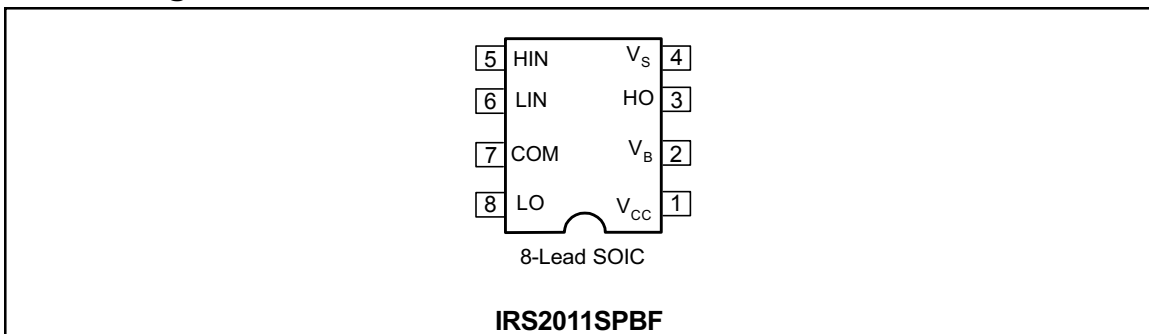 5 HIN V_S 4
6 LIN HO 3
7 COM V_B 2
8 LO V_CC 1
8-Lead SOIC
IRS2011SPBF